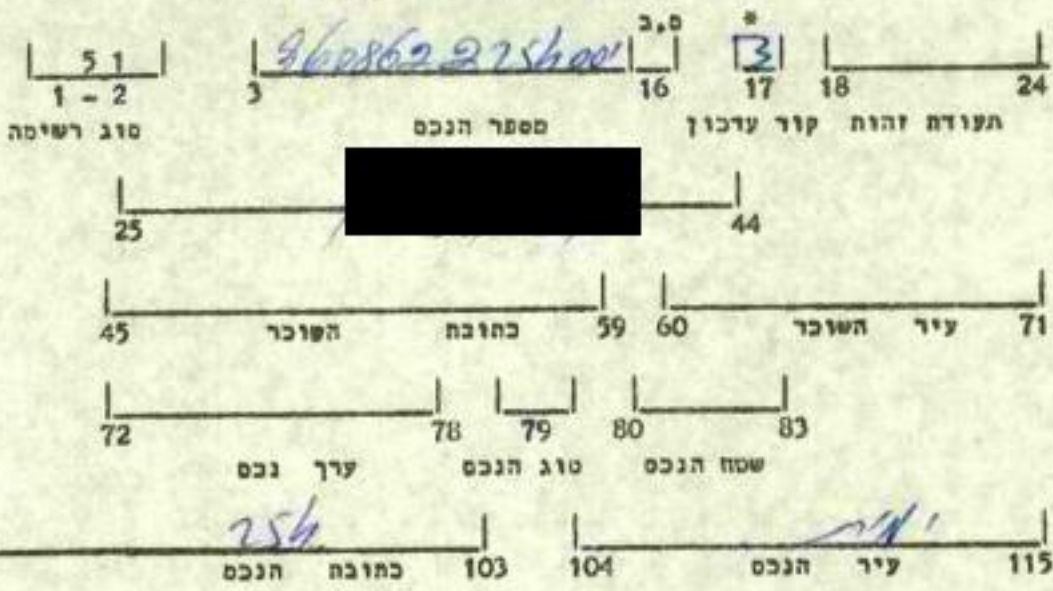 ס.ב *
51 3 
1 - 2 3 16 17 18 24
סוג רשימה מספר הנכס קוד עדכון תעודת זהות
25 44
45 כתובת השוכר 59 60 עיר השוכר 71
72 78 79 80 83
ערך נכס סוג הנכס שטח הנכס
254 ימית
כתובת הנכס 103 104 עיר הנכס 115